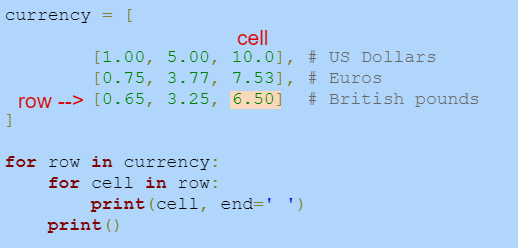 currency = [
cell
[1.00, 5.00, 10.0], # US Dollars
[0.75, 3.77, 7.53], # Euros
row --> [0.65, 3.25, 6.50]  # British pounds
]
for row in currency:
    for cell in row:
        print(cell, end=' ')
    print()